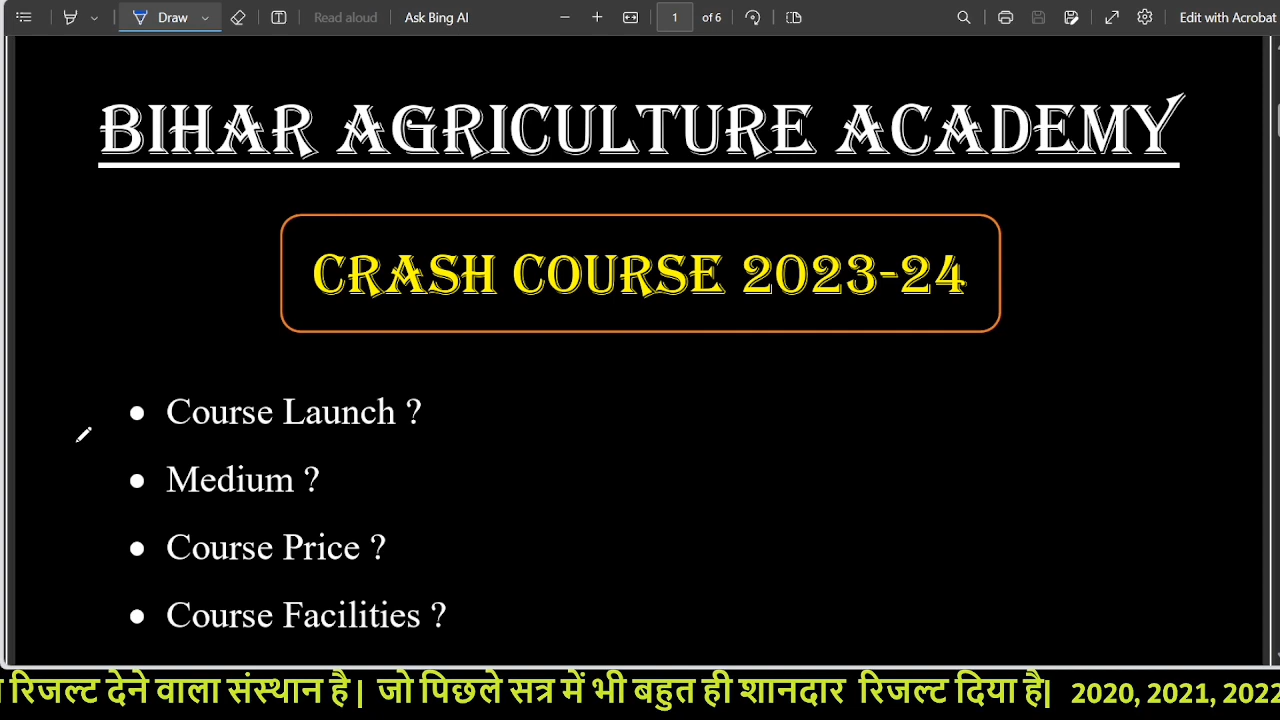 Draw Read aloud Ask Bing AI 1 of 6 Edit with Acrobat
BIHAR AGRICULTURE ACADEMY
CRASH COURSE 2023-24
● Course Launch ?
● Medium ?
● Course Price ?
● Course Facilities ?
रिजल्ट देने वाला संस्थान है | जो पिछले सत्र में भी बहुत ही शानदार रिजल्ट दिया है| 2020, 2021, 2022